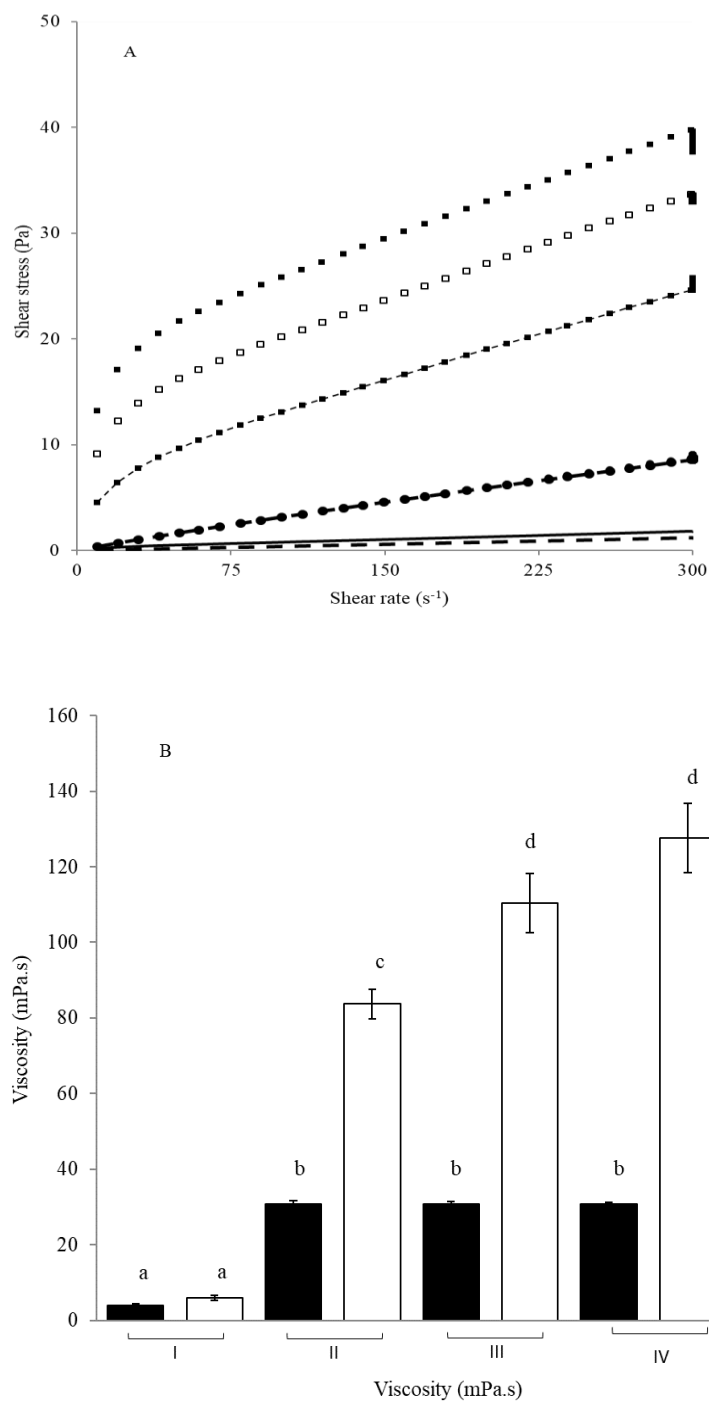 A
50
40
30
20
10
0
Shear stress (Pa)
0 75 150 225 300
Shear rate (s⁻¹)
B
160
140
120
100
80
60
40
20
0
Viscosity (mPa.s)
a a b c b d b d
I II III IV
Viscosity (mPa.s)